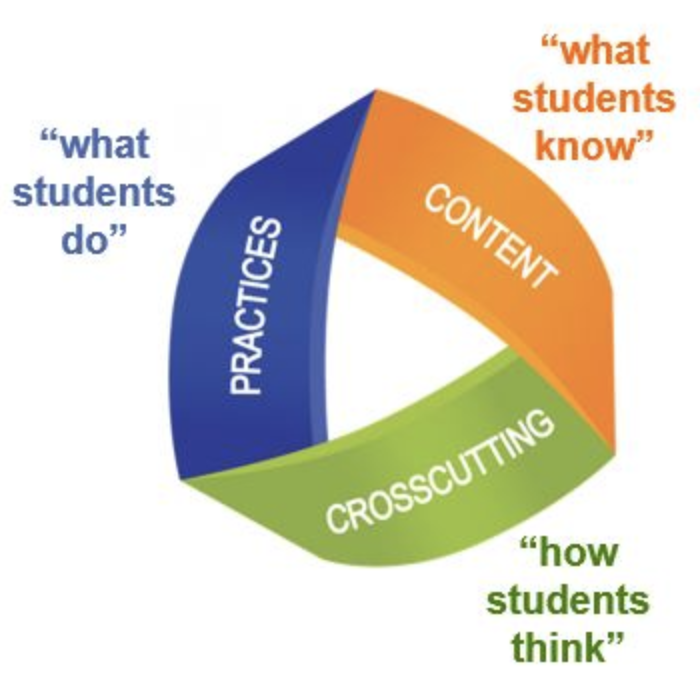 “what
students
know”
“what
students
do”
CONTENT
PRACTICES
CROSSCUTTING
“how
students
think”